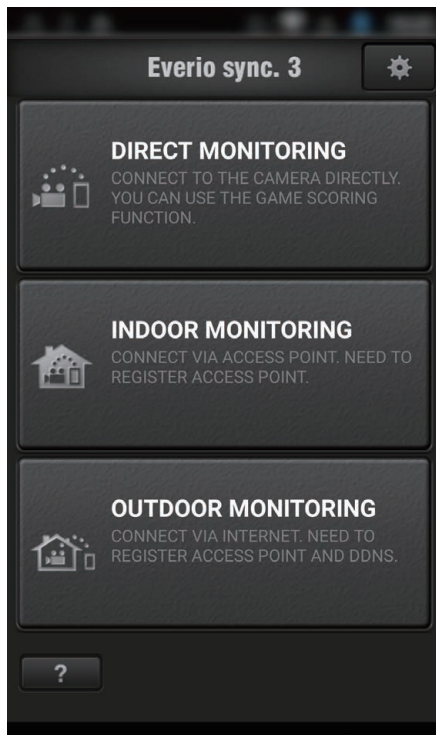 Everio sync. 3
DIRECT MONITORING
CONNECT TO THE CAMERA DIRECTLY.
YOU CAN USE THE GAME SCORING
FUNCTION.
INDOOR MONITORING
CONNECT VIA ACCESS POINT. NEED TO
REGISTER ACCESS POINT.
OUTDOOR MONITORING
CONNECT VIA INTERNET. NEED TO
REGISTER ACCESS POINT AND DDNS.
?